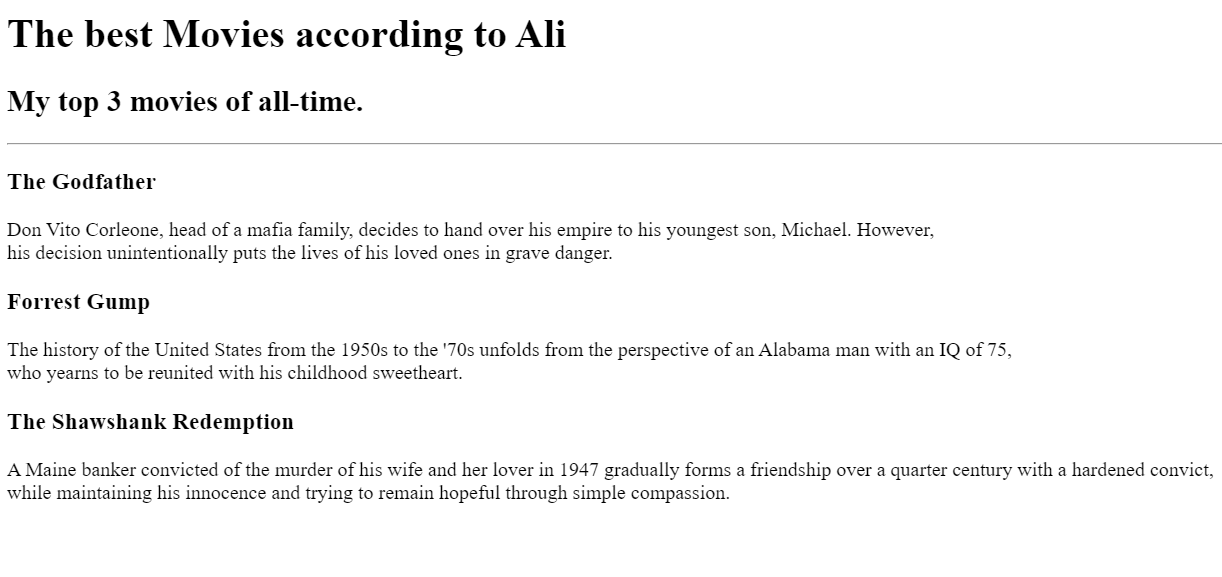 The best Movies according to Ali
My top 3 movies of all-time.
The Godfather
Don Vito Corleone, head of a mafia family, decides to hand over his empire to his youngest son, Michael. However,
his decision unintentionally puts the lives of his loved ones in grave danger.
Forrest Gump
The history of the United States from the 1950s to the '70s unfolds from the perspective of an Alabama man with an IQ of 75,
who yearns to be reunited with his childhood sweetheart.
The Shawshank Redemption
A Maine banker convicted of the murder of his wife and her lover in 1947 gradually forms a friendship over a quarter century with a hardened convict,
while maintaining his innocence and trying to remain hopeful through simple compassion.